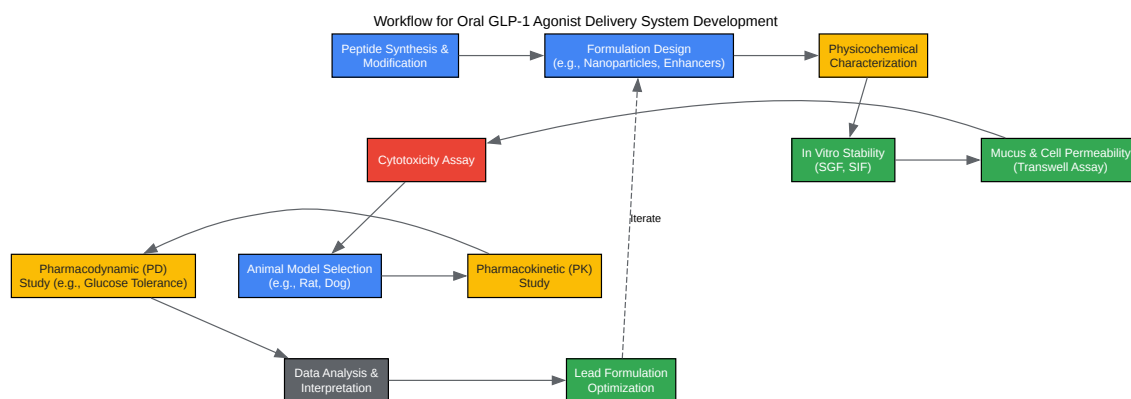 Workflow for Oral GLP-1 Agonist Delivery System Development
Peptide Synthesis &
Modification
Formulation Design
(e.g., Nanoparticles, Enhancers)
Physicochemical
Characterization
Cytotoxicity Assay
In Vitro Stability
(SGF, SIF)
Mucus & Cell Permeability
(Transwell Assay)
Iterate
Pharmacodynamic (PD)
Study (e.g., Glucose Tolerance)
Animal Model Selection
(e.g., Rat, Dog)
Pharmacokinetic (PK)
Study
Data Analysis &
Interpretation
Lead Formulation
Optimization